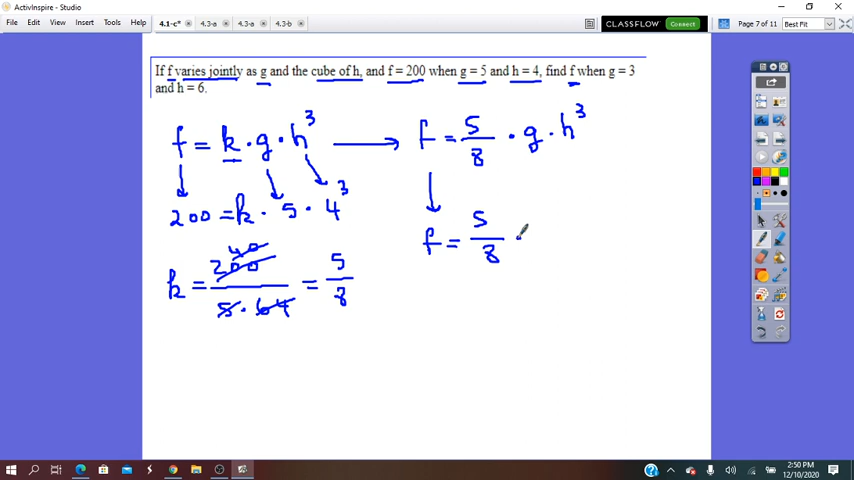 ActivInspire - Studio
File Edit View Insert Tools Help
4.1-c* 4.3-a 4.3-a 4.3-b
CLASSFLOW Connect
Page 7 of 11 Best Fit
If f varies jointly as g and the cube of h, and f = 200 when g = 5 and h = 4, find f when g = 3
and h = 6.
f = k · g · h³ → f = 5/8 · g · h³
200 = k · 5 · 4³
f = 5/8 ·
40
k = 200/5 · 64 = 5/8
2:50 PM
12/10/2020